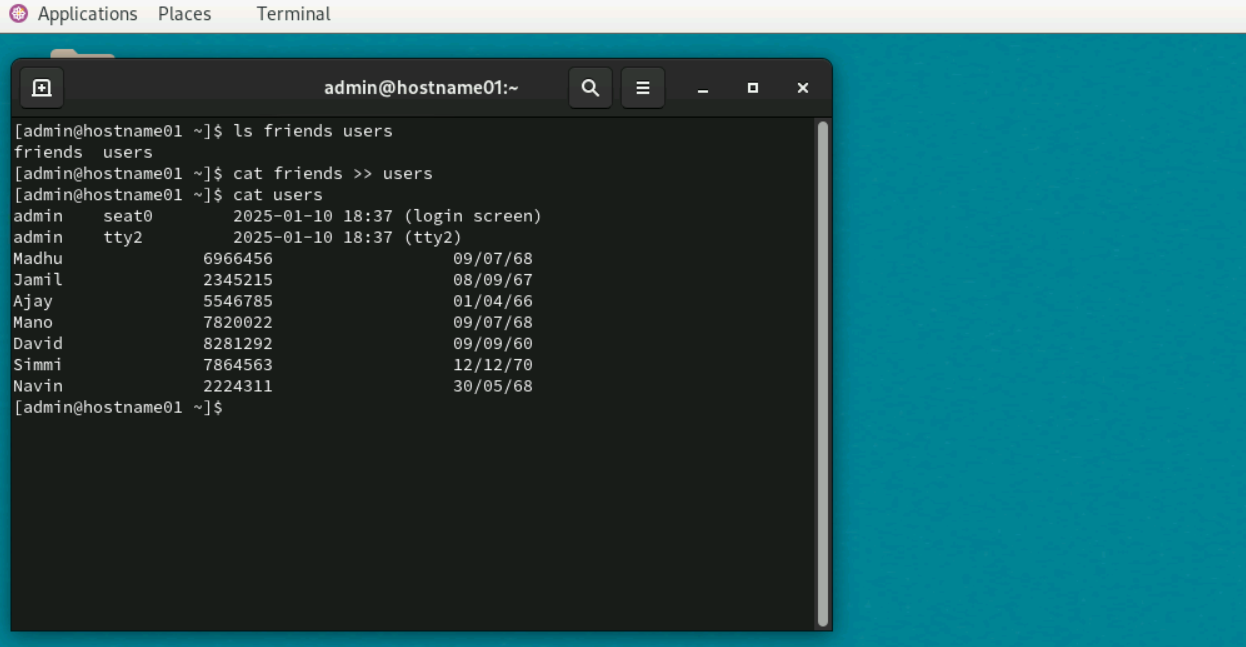 Applications Places Terminal
admin@hostname01:~
[admin@hostname01 ~]$ ls friends users
friends  users
[admin@hostname01 ~]$ cat friends >> users
[admin@hostname01 ~]$ cat users
admin    seat0        2025-01-10 18:37 (login screen)
admin    tty2         2025-01-10 18:37 (tty2)
Madhu              6966456                  09/07/68
Jamil              2345215                  08/09/67
Ajay               5546785                  01/04/66
Mano               7820022                  09/07/68
David              8281292                  09/09/60
Simmi              7864563                  12/12/70
Navin              2224311                  30/05/68
[admin@hostname01 ~]$